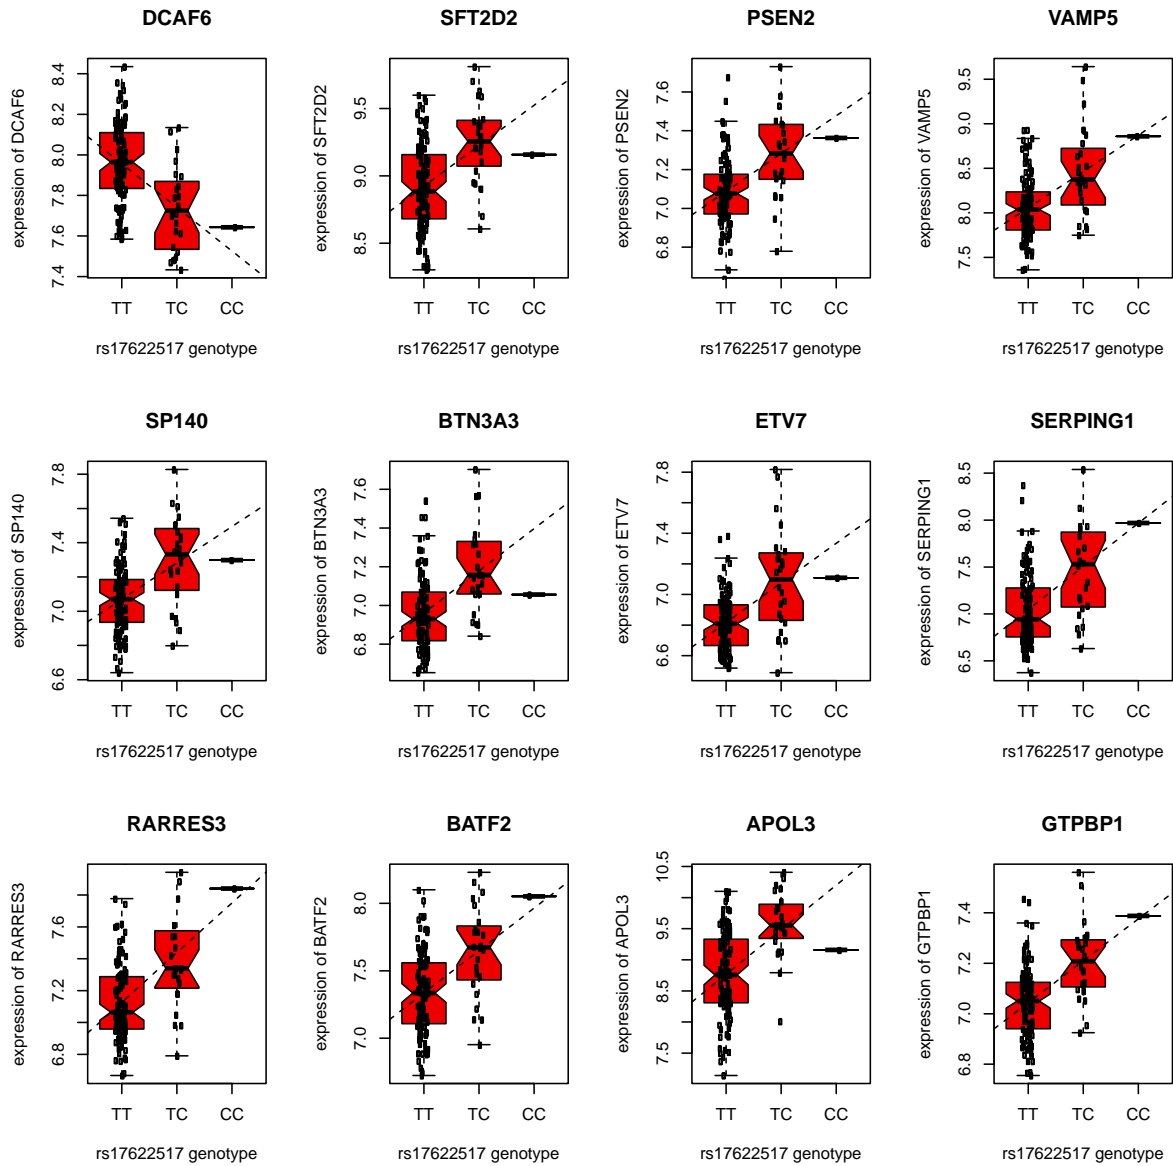 DCAF6
expression of DCAF6
8.4
8.2
8.0
7.8
7.6
7.4
TT TC CC
rs17622517 genotype
SFT2D2
expression of SFT2D2
9.5
9.0
8.5
TT TC CC
rs17622517 genotype
PSEN2
expression of PSEN2
7.6
7.4
7.2
7.0
6.8
TT TC CC
rs17622517 genotype
VAMP5
expression of VAMP5
9.5
9.0
8.5
8.0
7.5
TT TC CC
rs17622517 genotype
SP140
expression of SP140
7.8
7.4
7.0
6.6
TT TC CC
rs17622517 genotype
BTN3A3
expression of BTN3A3
7.6
7.4
7.2
7.0
6.8
TT TC CC
rs17622517 genotype
ETV7
expression of ETV7
7.8
7.4
7.0
6.6
TT TC CC
rs17622517 genotype
SERPING1
expression of SERPING1
8.5
8.0
7.5
7.0
6.5
TT TC CC
rs17622517 genotype
RARRES3
expression of RARRES3
7.6
7.2
6.8
TT TC CC
rs17622517 genotype
BATF2
expression of BATF2
8.0
7.5
7.0
TT TC CC
rs17622517 genotype
APOL3
expression of APOL3
10.5
9.5
8.5
7.5
TT TC CC
rs17622517 genotype
GTPBP1
expression of GTPBP1
7.4
7.2
7.0
6.8
TT TC CC
rs17622517 genotype